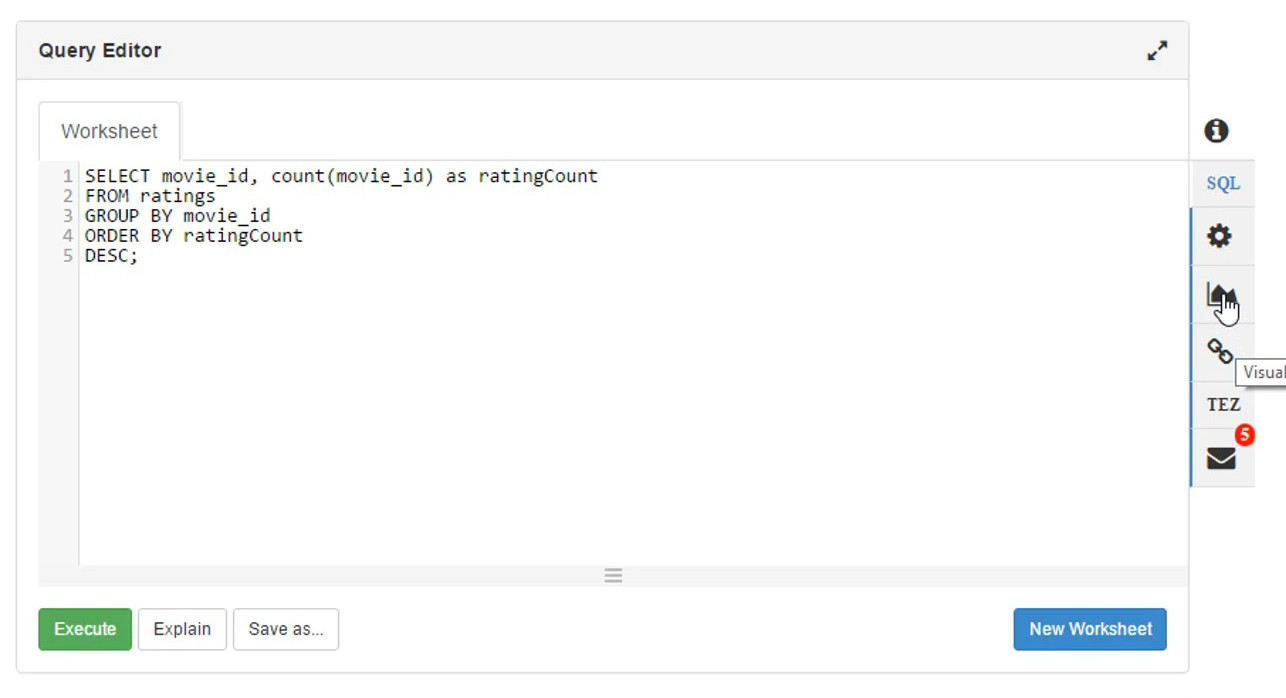 Query Editor
Worksheet
1 SELECT movie_id, count(movie_id) as ratingCount
2 FROM ratings
3 GROUP BY movie_id
4 ORDER BY ratingCount
5 DESC;
SQL
Visual
TEZ
5
Execute
Explain
Save as...
New Worksheet